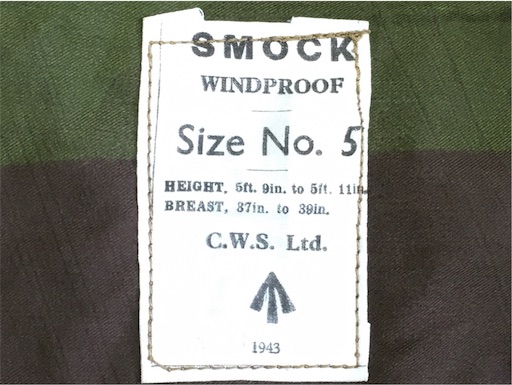 SMOCK
WINDPROOF
Size No. 5
HEIGHT, 5ft. 9in. to 5ft. 11in.
BREAST, 37in. to 39in.
C.W.S. Ltd.
1943